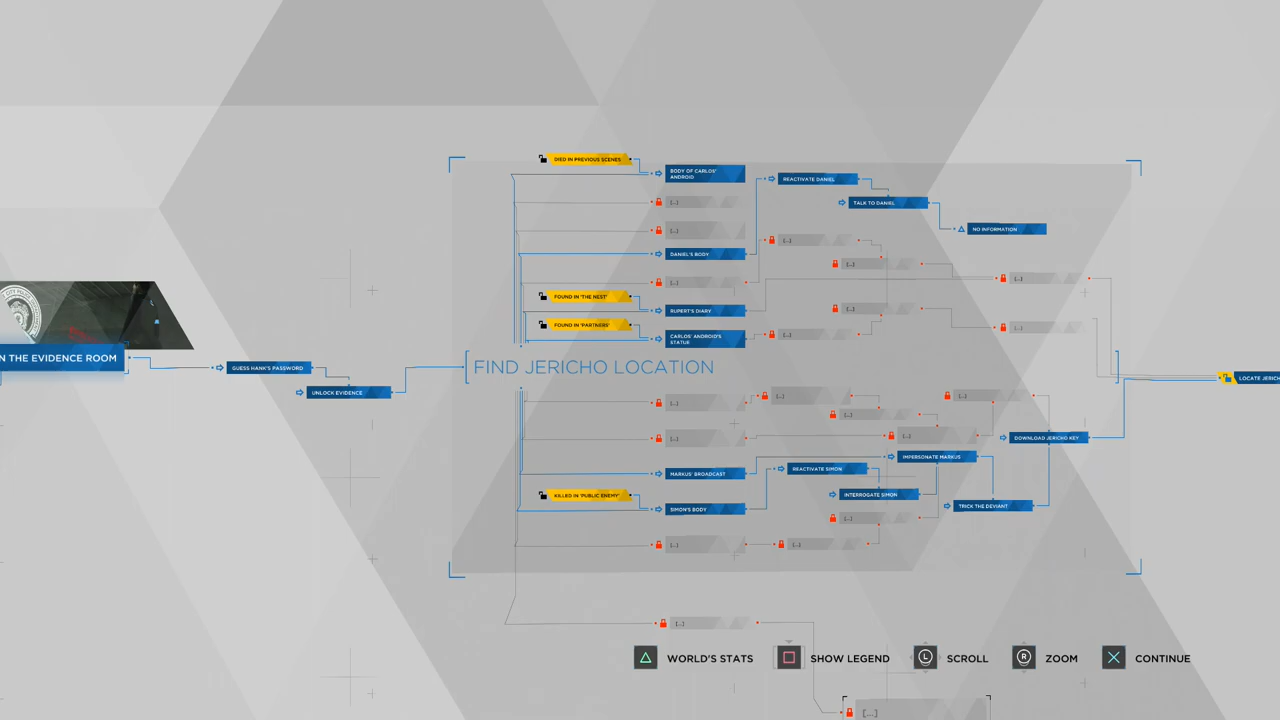 DIED IN PREVIOUS SCENES
BODY OF CARLOS'
ANDROID
REACTIVATE DANIEL
[...]
TALK TO DANIEL
[...]
NO INFORMATION
[...]
DANIEL'S BODY
[...]
[...]
[...]
FOUND IN 'THE NEST'
RUPERT'S DIARY
[...]
FOUND IN 'PARTNERS'
CARLOS' ANDROID'S
STATUE
[...]
[...]
N THE EVIDENCE ROOM
GUESS HANK'S PASSWORD
UNLOCK EVIDENCE
FIND JERICHO LOCATION
LOCATE JERICH
[...]
[...]
[...]
[...]
[...]
[...]
DOWNLOAD JERICHO KEY
MARKUS' BROADCAST
REACTIVATE SIMON
IMPERSONATE MARKUS
KILLED IN 'PUBLIC ENEMY'
SIMON'S BODY
INTERROGATE SIMON
TRICK THE DEVIANT
[...]
[...]
[...]
[...]
WORLD'S STATS
SHOW LEGEND
L
SCROLL
R
ZOOM
CONTINUE
[...]